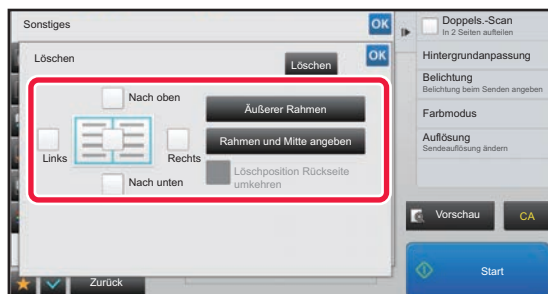 Sonstiges
OK
Löschen
Löschen
OK
Nach oben
Links
Rechts
Nach unten
Äußerer Rahmen
Rahmen und Mitte angeben
Löschposition Rückseite
umkehren
Zurück
Doppels.-Scan
In 2 Seiten aufteilen
Hintergrundanpassung
Belichtung
Belichtung beim Senden angeben
Farbmodus
Auflösung
Sendeauflösung ändern
Vorschau
CA
Start